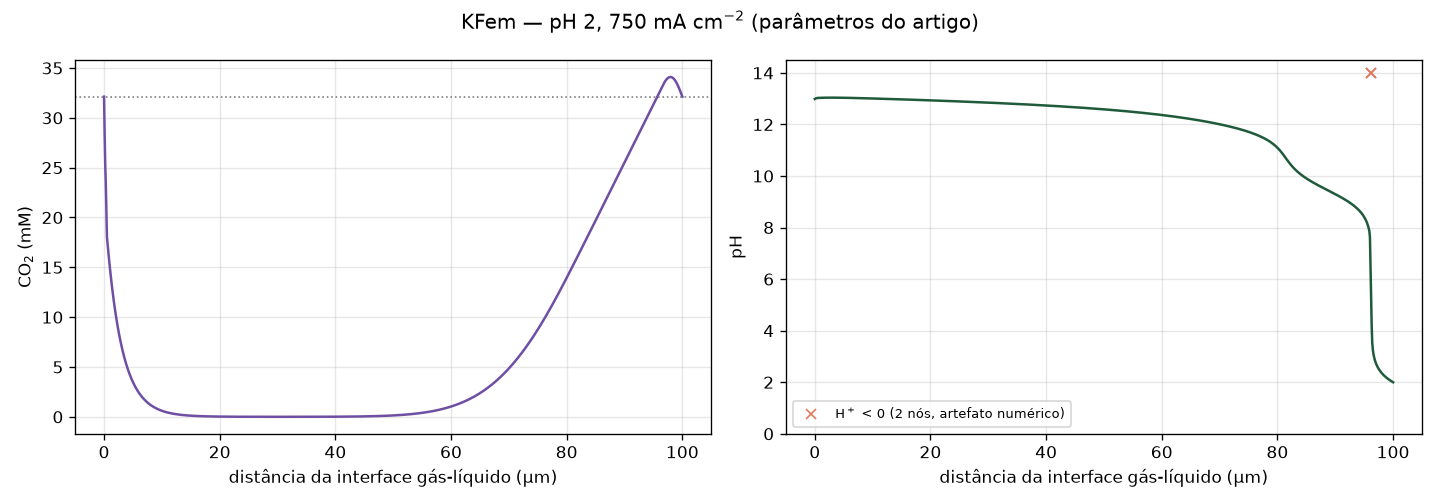 KFem — pH 2, 750 mA cm⁻² (parâmetros do artigo)
CO₂ (mM)
35
30
25
20
15
10
5
0
0 20 40 60 80 100
distância da interface gás-líquido (µm)
pH
14
12
10
8
6
4
2
0
H⁺ < 0 (2 nós, artefato numérico)
0 20 40 60 80 100
distância da interface gás-líquido (µm)